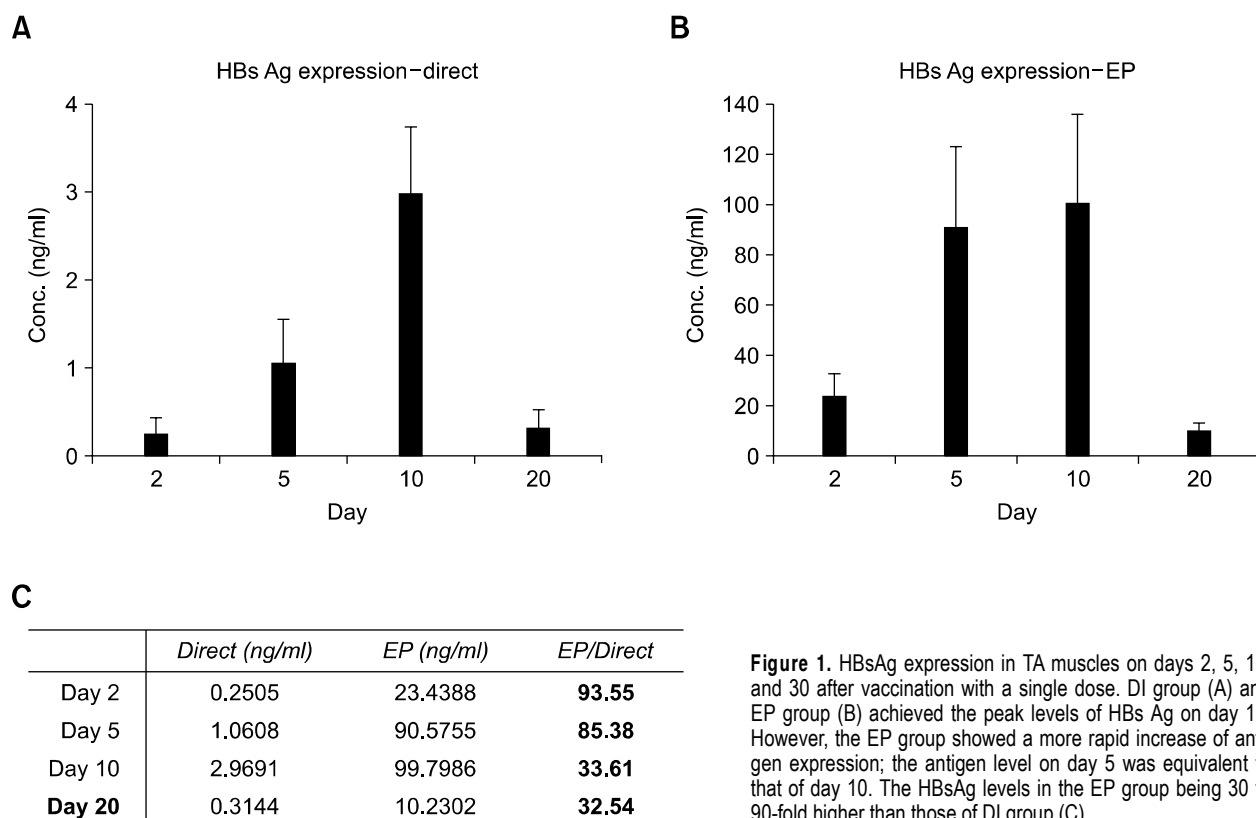 A
HBs Ag expression−direct
4
3
2
1
0
Conc. (ng/ml)
2 5 10 20
Day
B
HBs Ag expression−EP
140
120
100
80
60
40
20
0
Conc. (ng/ml)
2 5 10 20
Day
C
Direct (ng/ml) EP (ng/ml) EP/Direct
Day 2 0.2505 23.4388 93.55
Day 5 1.0608 90.5755 85.38
Day 10 2.9691 99.7986 33.61
Day 20 0.3144 10.2302 32.54
Figure 1. HBsAg expression in TA muscles on days 2, 5, 1
and 30 after vaccination with a single dose. DI group (A) an
EP group (B) achieved the peak levels of HBs Ag on day 1
However, the EP group showed a more rapid increase of ant
gen expression; the antigen level on day 5 was equivalent
that of day 10. The HBsAg levels in the EP group being 30
90-fold higher than those of DI group (C).